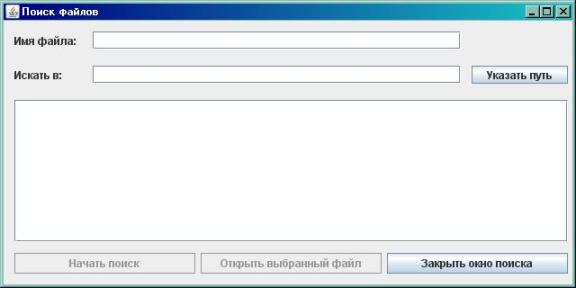 Поиск файлов
Имя файла:
Искать в:
Указать путь
Начать поиск
Открыть выбранный файл
Закрыть окно поиска